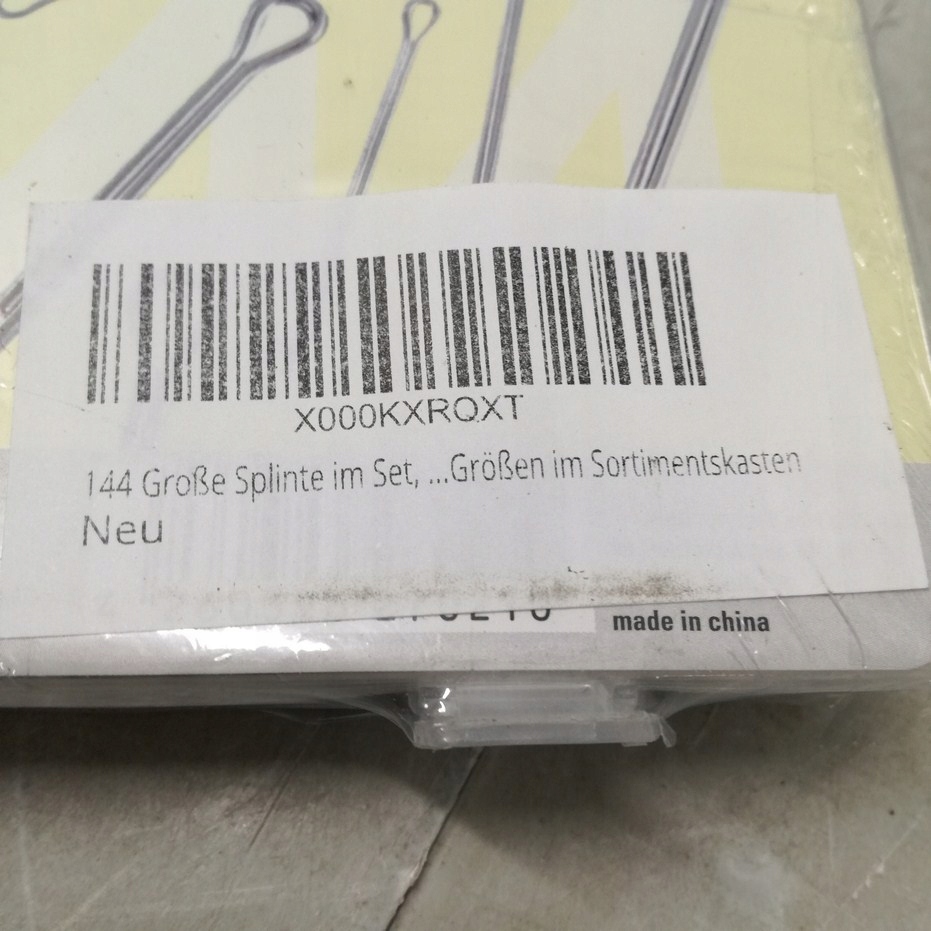 X000KXRQXT
144 Große Splinte im Set, ...Größen im Sortimentskasten
Neu
made in china